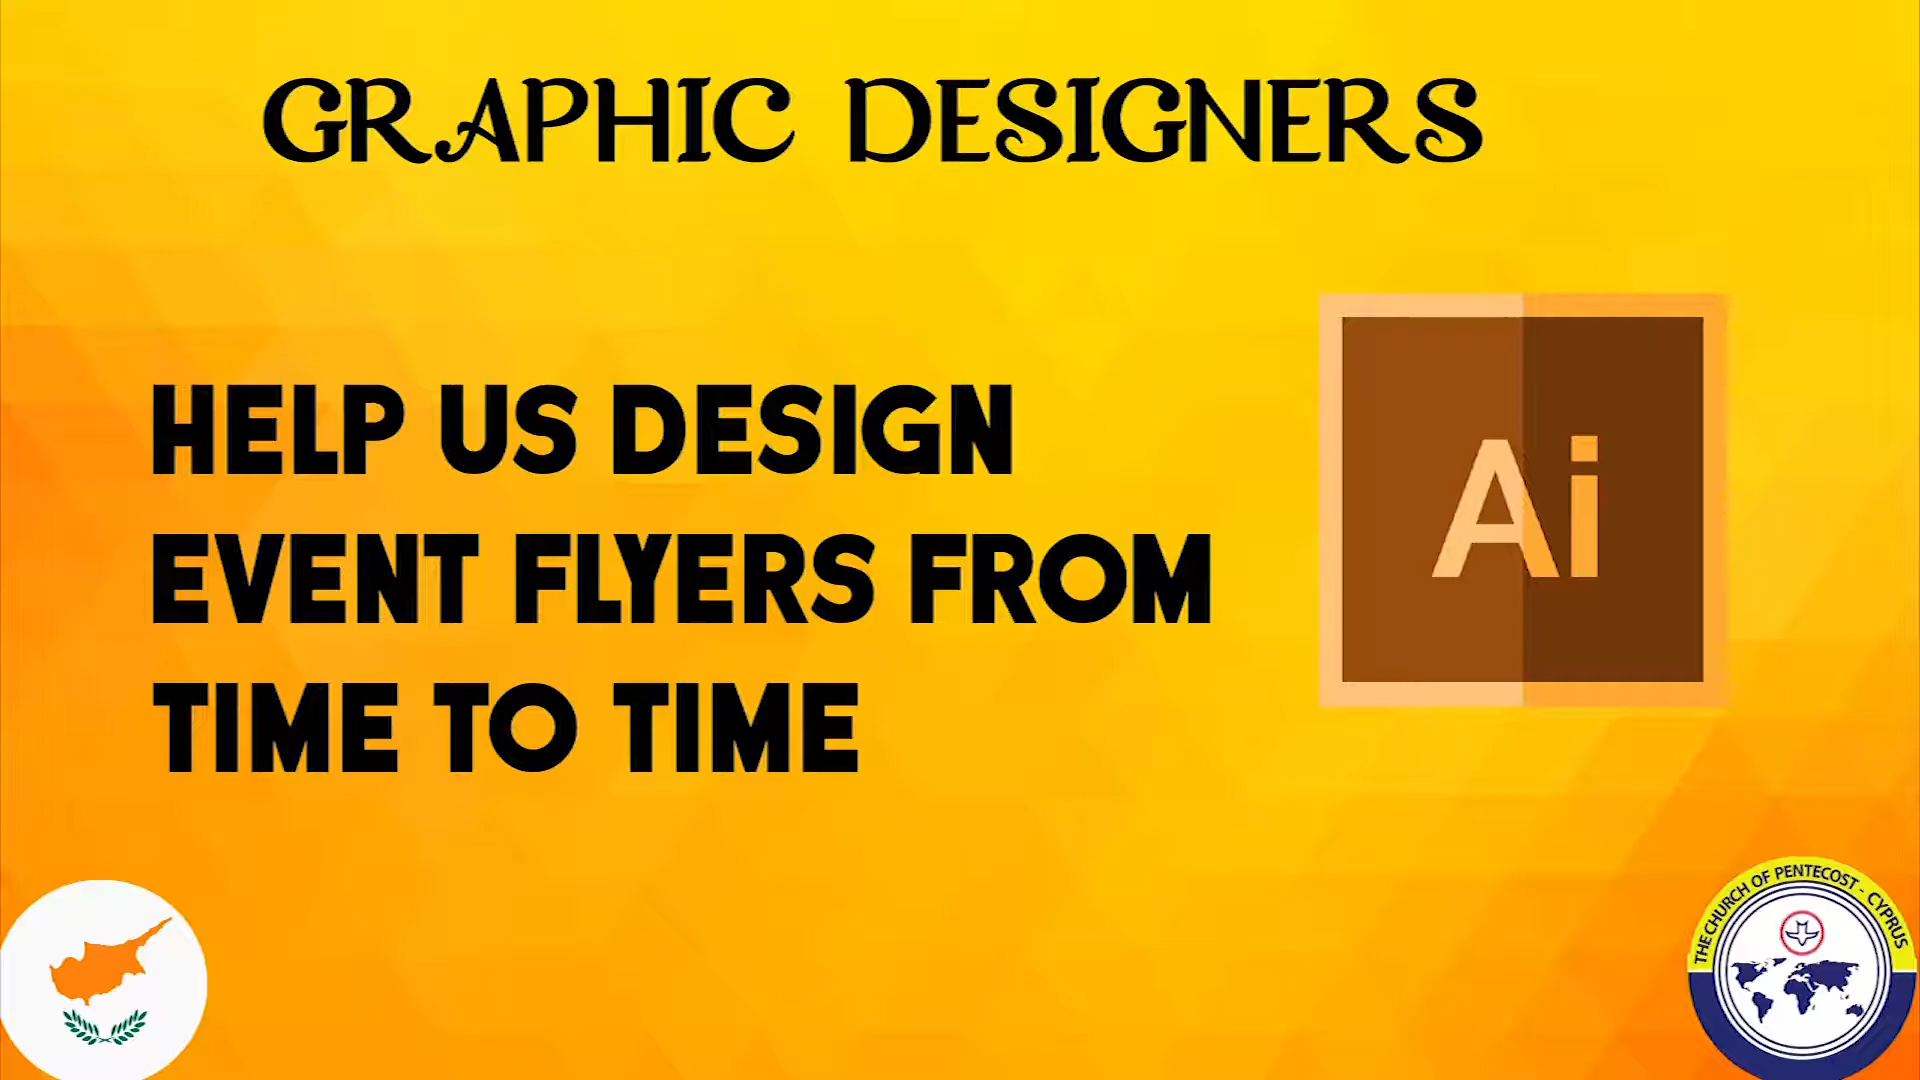 GRAPHIC DESIGNERS
HELP US DESIGN
EVENT FLYERS FROM
TIME TO TIME
Ai
THE CHURCH OF PENTECOST - CYPRUS